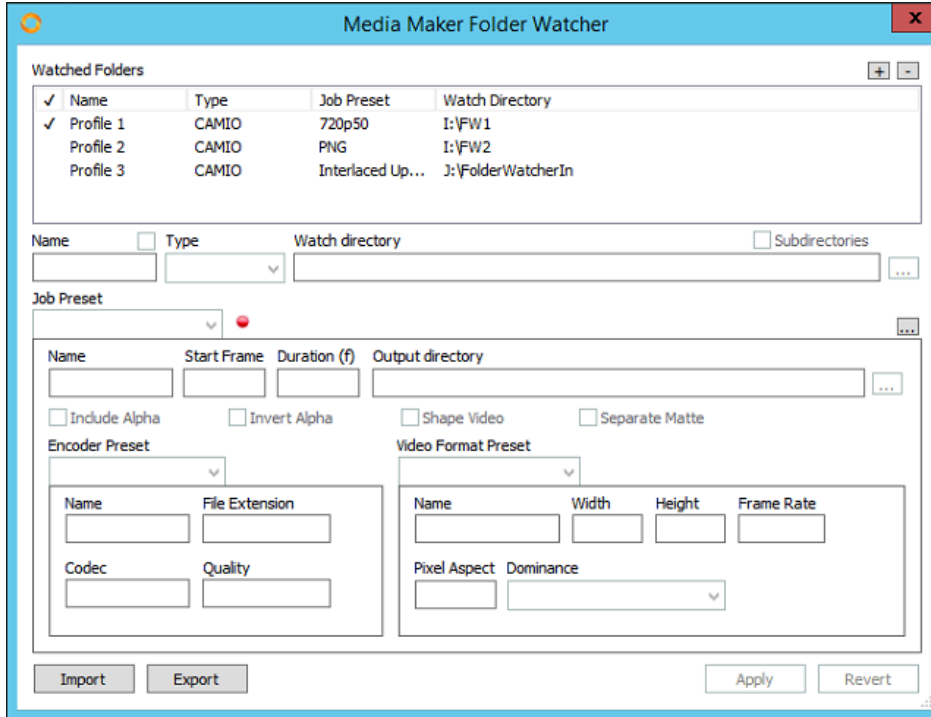 Media Maker Folder Watcher
x
Watched Folders + -
✓ Name Type Job Preset Watch Directory
✓ Profile 1 CAMIO 720p50 I:\FW1
Profile 2 CAMIO PNG I:\FW2
Profile 3 CAMIO Interlaced Up... J:\FolderWatcherIn
Name Type Watch directory Subdirectories
...
Job Preset
...
Name Start Frame Duration (f) Output directory
...
Include Alpha Invert Alpha Shape Video Separate Matte
Encoder Preset Video Format Preset
Name File Extension Name Width Height Frame Rate
Codec Quality Pixel Aspect Dominance
Import Export Apply Revert